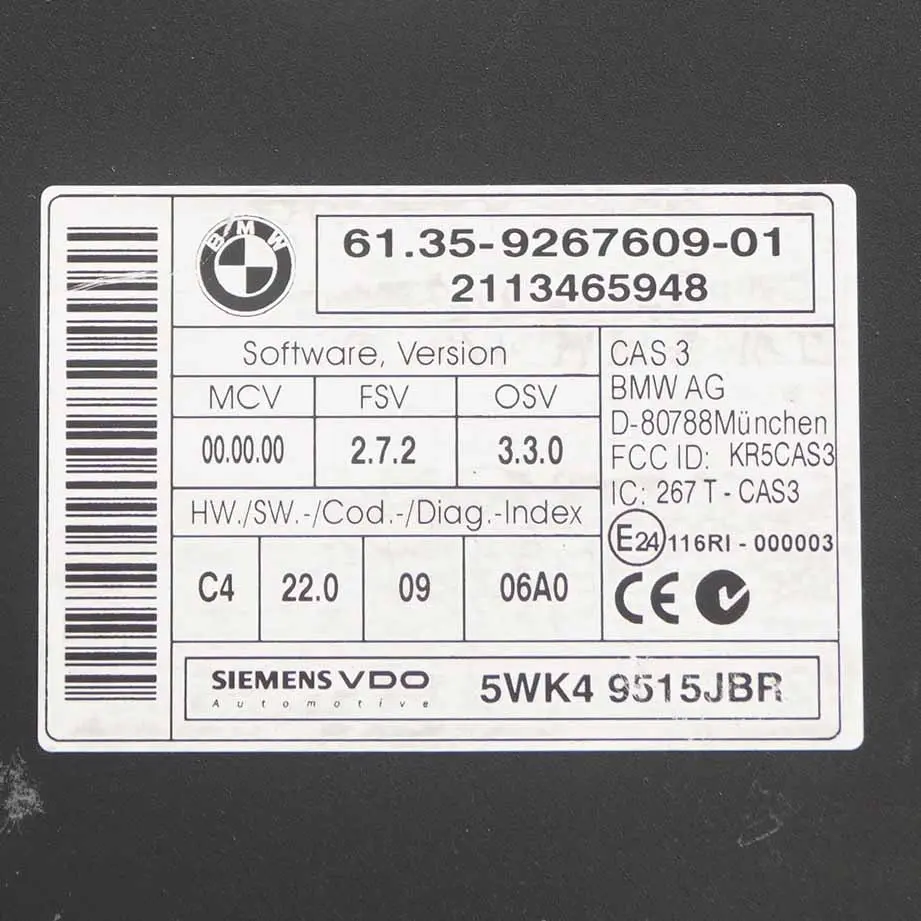 BMW
61.35-9267609-01
2113465948
Software, Version
MCV FSV OSV
00.00.00 2.7.2 3.3.0
HW./SW.-/Cod.-/Diag.-Index
C4 22.0 09 06A0
CAS 3
BMW AG
D-80788München
FCC ID: KR5CAS3
IC: 267 T - CAS3
E24 116RI - 000003
CE
SIEMENS VDO
Automotive
5WK4 9515JBR